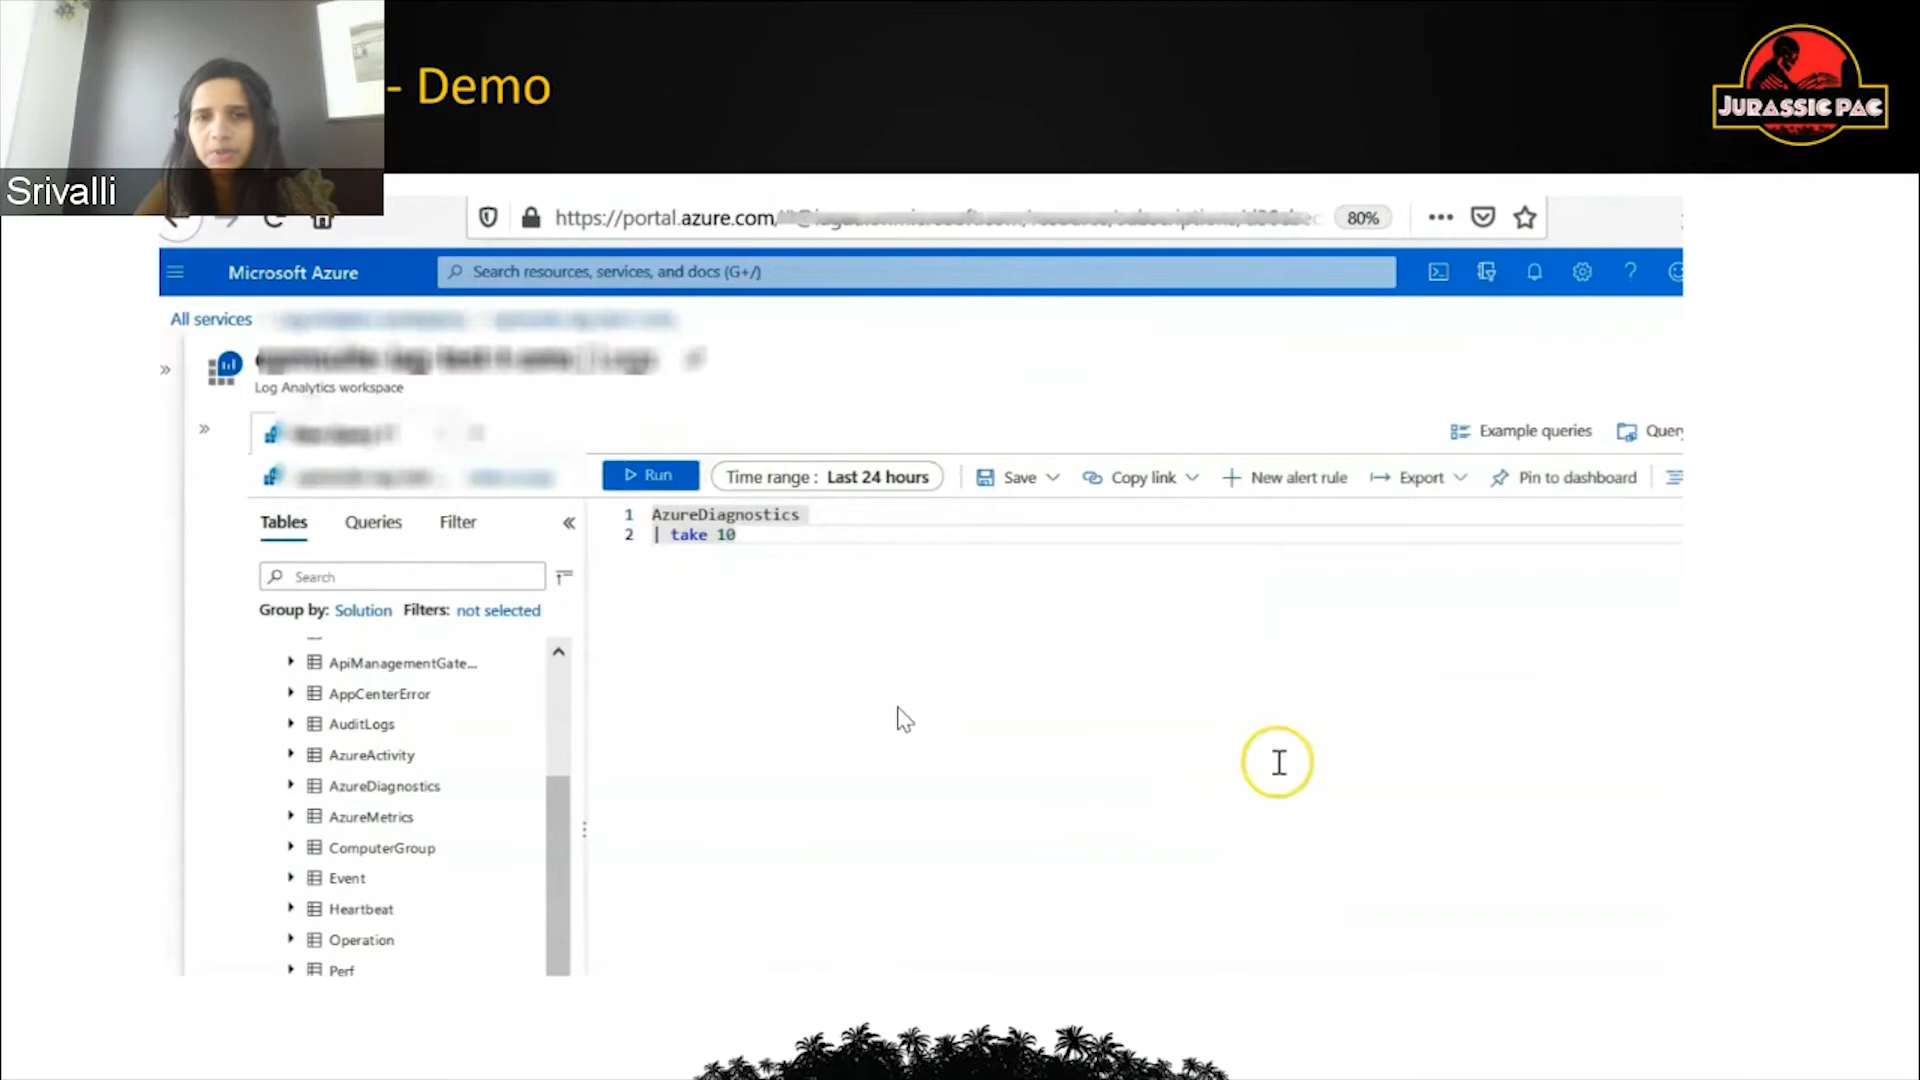 - Demo
JURASSIC PAC
Srivalli
https://portal.azure.com/
80%
Microsoft Azure
Search resources, services, and docs (G+/)
All services
Log Analytics workspace
Example queries
Query
Run
Time range : Last 24 hours
Save
Copy link
New alert rule
Export
Pin to dashboard
Tables
Queries
Filter
1 AzureDiagnostics
2 | take 10
Search
Group by: Solution Filters: not selected
ApiManagementGate...
AppCenterError
AuditLogs
AzureActivity
AzureDiagnostics
AzureMetrics
ComputerGroup
Event
Heartbeat
Operation
Perf